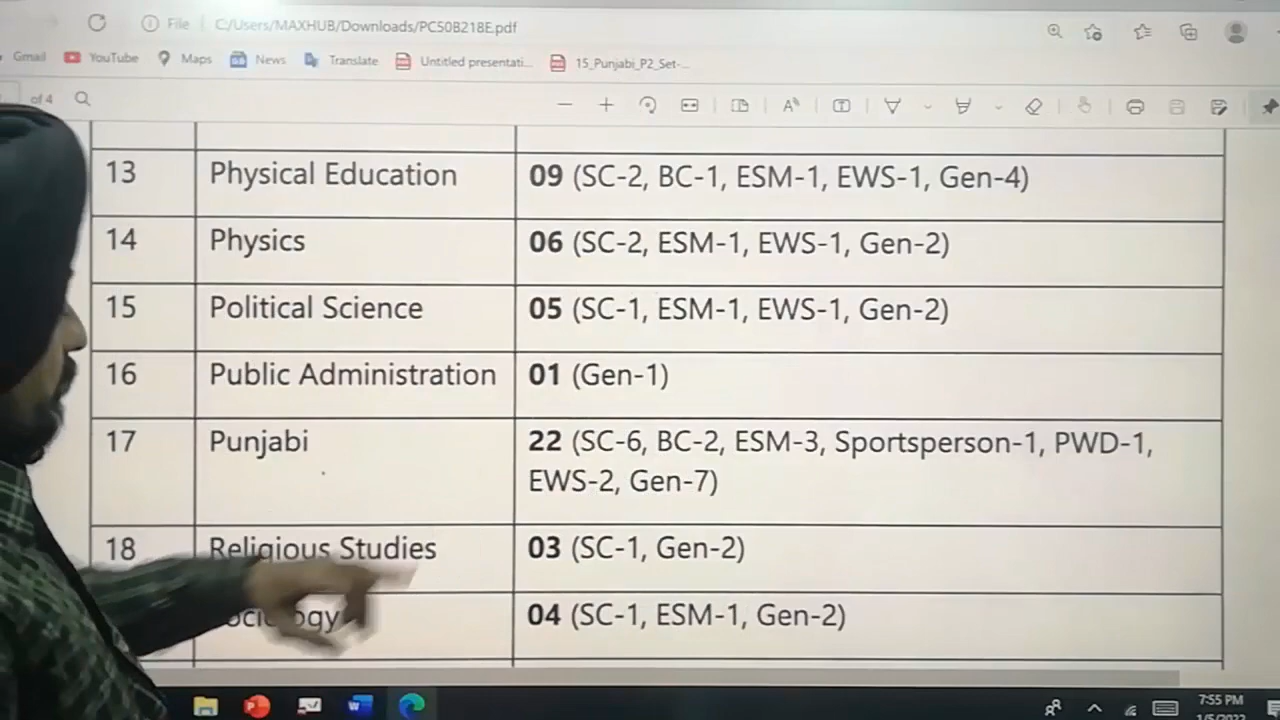 File C:/Users/MAXHUB/Downloads/PC50B218E.pdf
Gmail YouTube Maps News Translate Untitled presentati... 15_Punjabi_P2_Set-...
of 4
13 Physical Education 09 (SC-2, BC-1, ESM-1, EWS-1, Gen-4)
14 Physics 06 (SC-2, ESM-1, EWS-1, Gen-2)
15 Political Science 05 (SC-1, ESM-1, EWS-1, Gen-2)
16 Public Administration 01 (Gen-1)
17 Punjabi 22 (SC-6, BC-2, ESM-3, Sportsperson-1, PWD-1,
EWS-2, Gen-7)
18 Religious Studies 03 (SC-1, Gen-2)
04 (SC-1, ESM-1, Gen-2)
7:55 PM